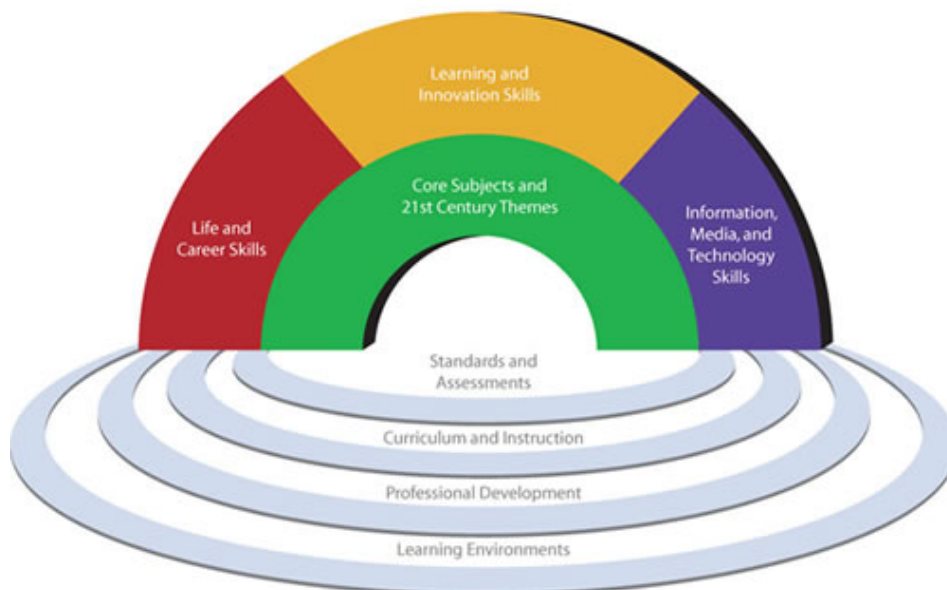 Learning and
Innovation Skills
Core Subjects and
21st Century Themes
Life and
Career Skills
Information,
Media, and
Technology
Skills
Standards and
Assessments
Curriculum and Instruction
Professional Development
Learning Environments